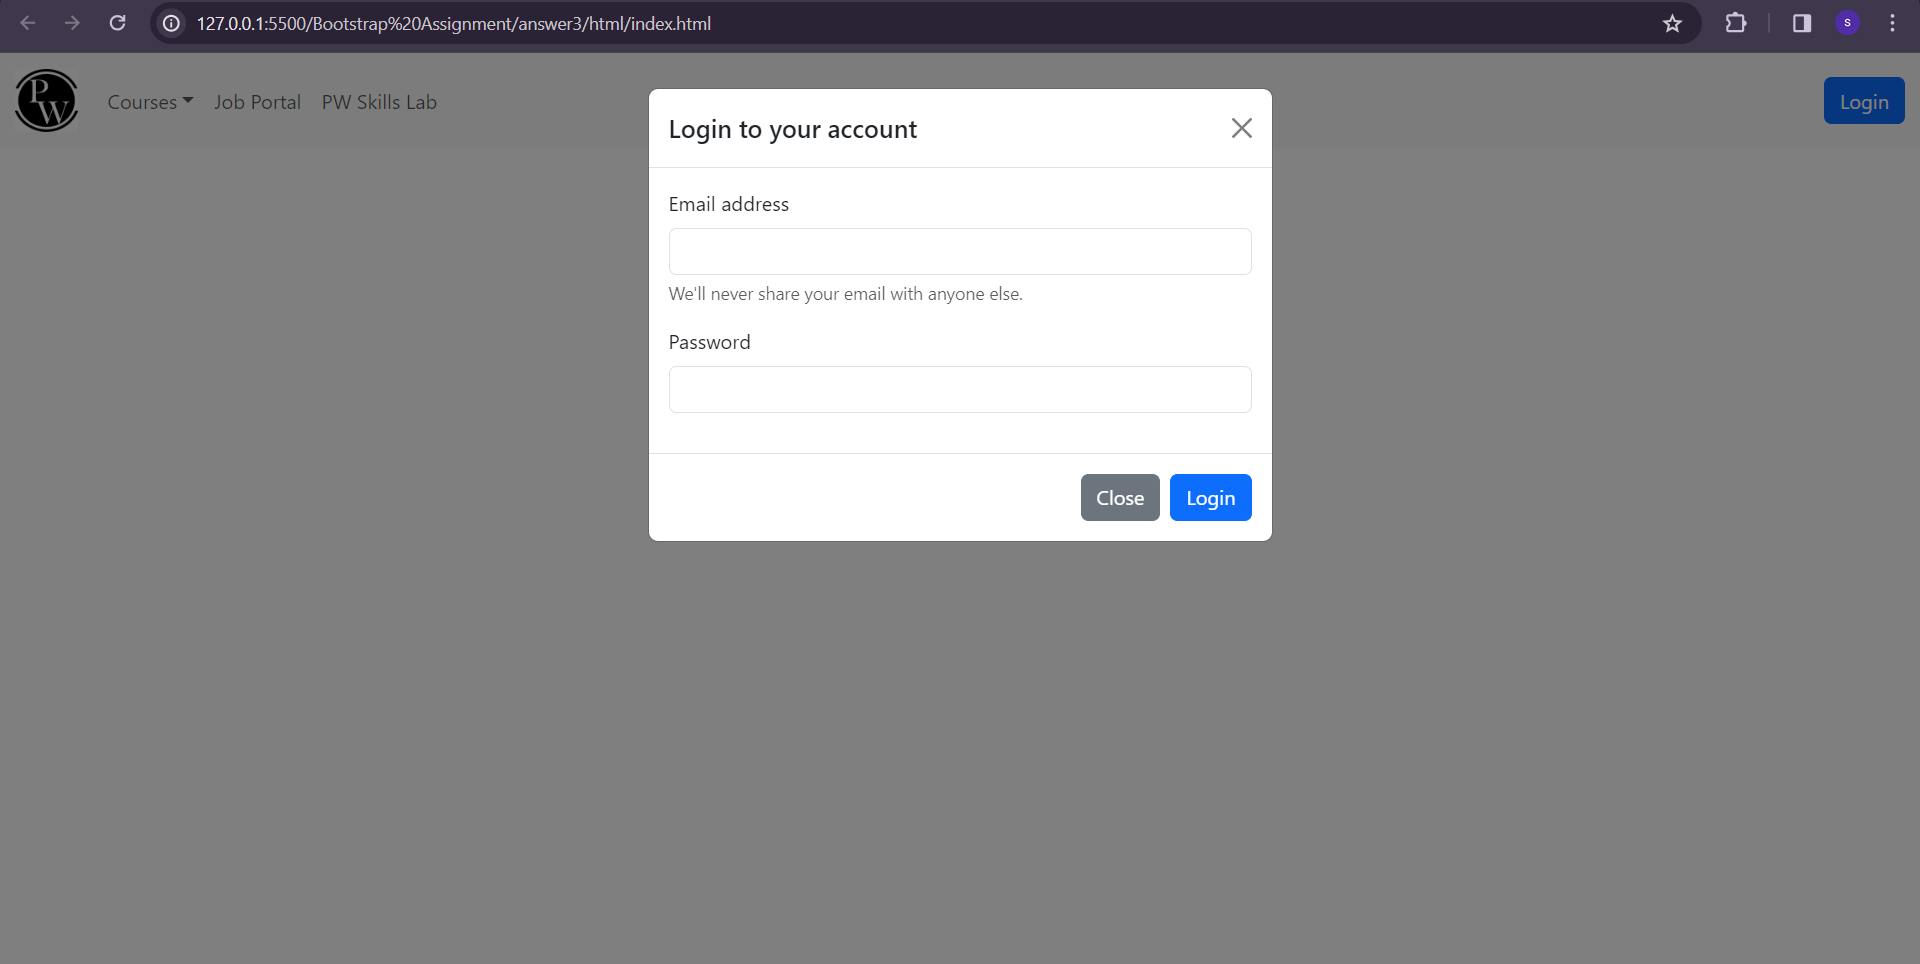 127.0.0.1:5500/Bootstrap%20Assignment/answer3/html/index.html
S
PW
Courses Job Portal PW Skills Lab Login
Login to your account
Email address
We'll never share your email with anyone else.
Password
Close Login